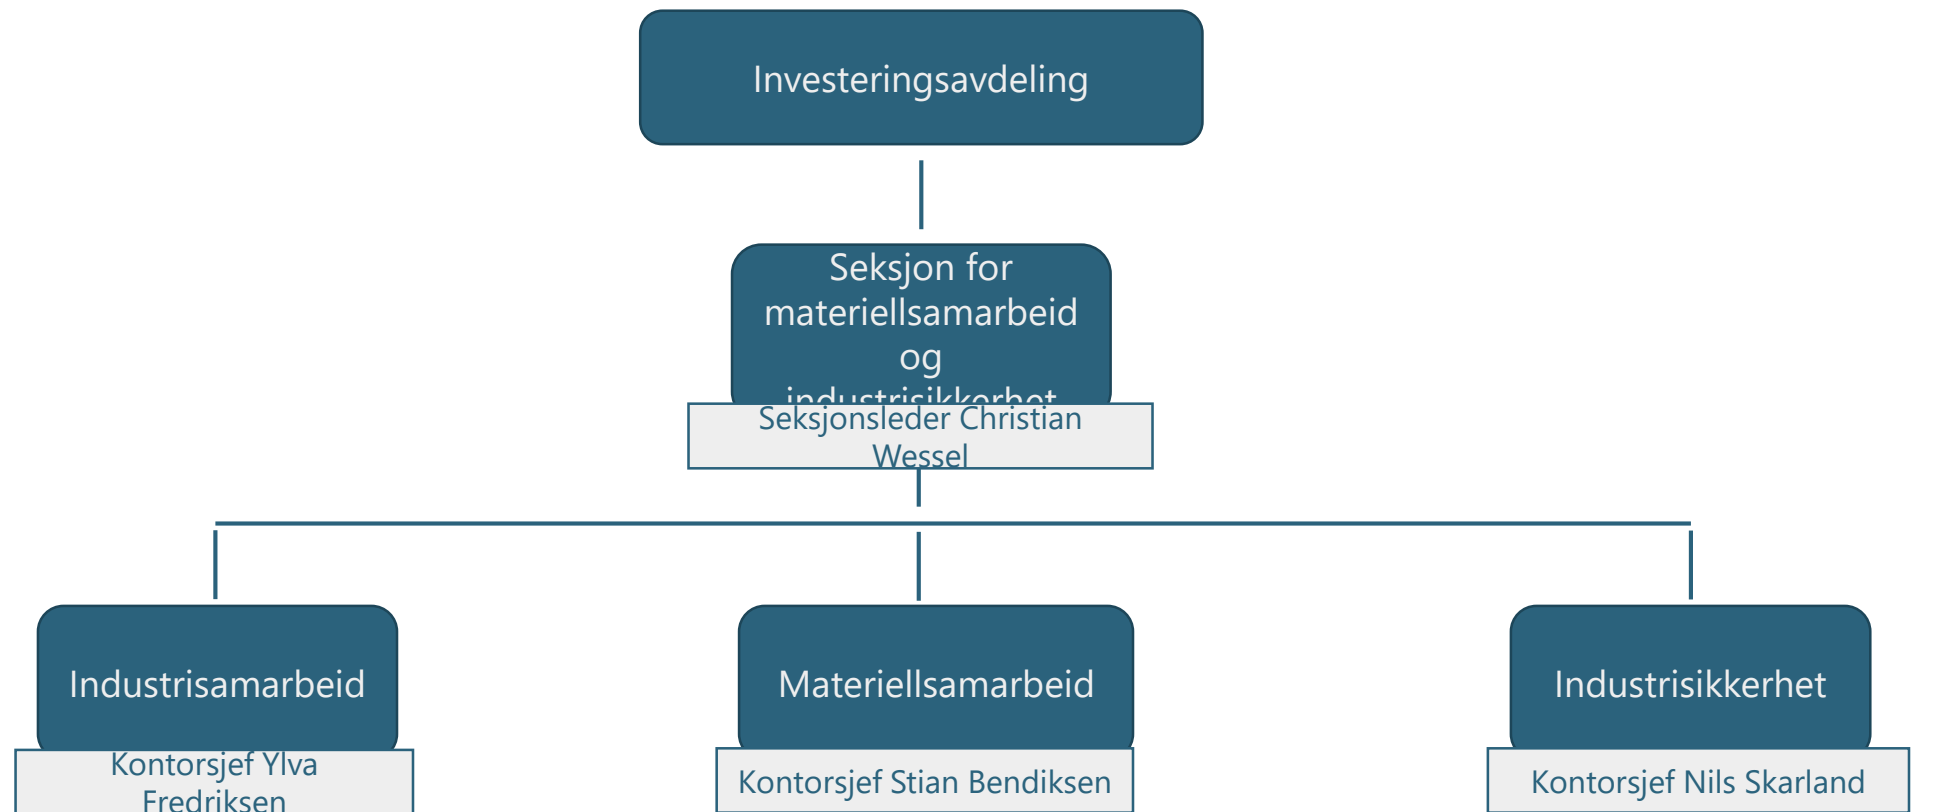 Investeringsavdeling
Seksjon for
materiellsamarbeid
og
industrisikkerhet
Seksjonsleder Christian
Wessel
Industrisamarbeid
Materiellsamarbeid
Industrisikkerhet
Kontorsjef Ylva
Fredriksen
Kontorsjef Stian Bendiksen
Kontorsjef Nils Skarland